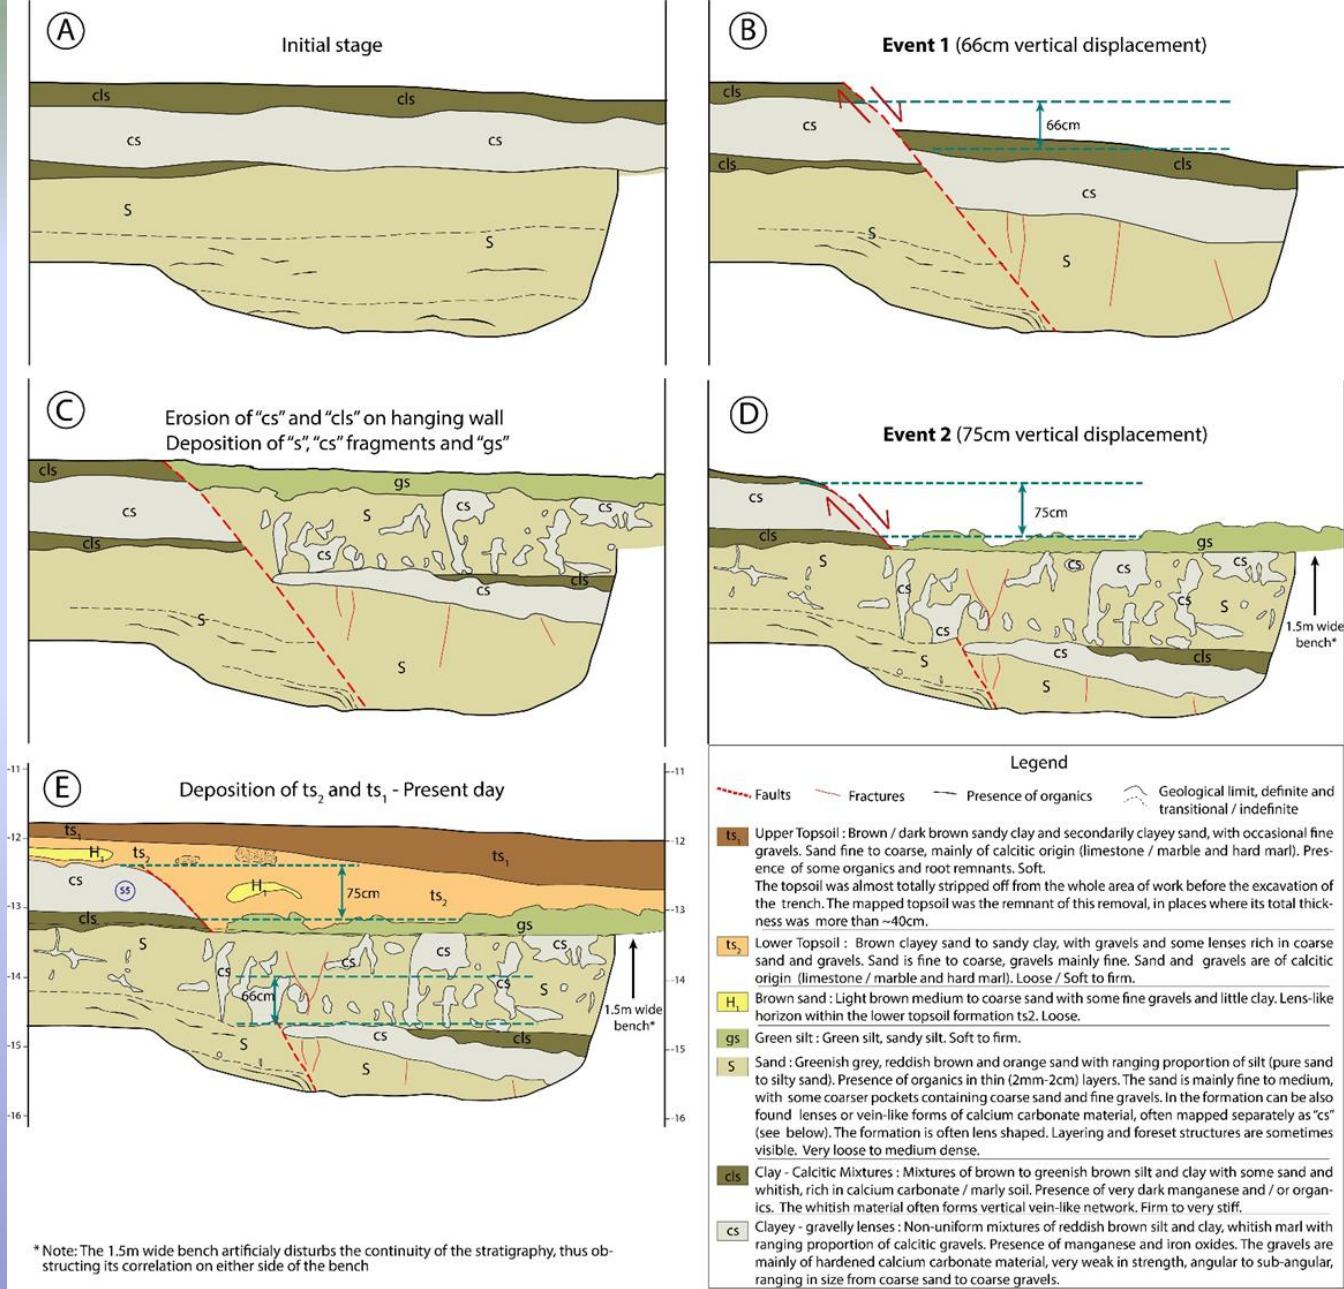 A
Initial stage
cls
cls
cs
cs
cls
S
S
B
Event 1 (66cm vertical displacement)
cls
cs
66cm
cls
cls
cs
S
S
C
Erosion of “cs” and “cls” on hanging wall
Deposition of “s”, “cs” fragments and “gs”
cls
gs
cs
S
cs
cs
cls
cs
cls
cs
S
S
D
Event 2 (75cm vertical displacement)
cs
75cm
cls
gs
S
cs
cs
cs
cs
cs
S
cs
1.5m wide
bench*
cs
cls
S
S
E
Deposition of ts2 and ts1 - Present day
-11
-12
-13
-14
-15
-16
-11
-12
-13
-14
-15
-16
ts1
H1
ts2
ts1
cs
S5
H1
75cm
ts2
cls
gs
S
cs
cs
cs
cs
cs
S
66cm
1.5m wide
bench*
S
cs
cls
S
* Note: The 1.5m wide bench artificialy disturbs the continuity of the stratigraphy, thus ob-
structing its correlation on either side of the bench
Legend
Faults
Fractures
Presence of organics
Geological limit, definite and
transitional / indefinite
ts1 Upper Topsoil : Brown / dark brown sandy clay and secondarily clayey sand, with occasional fine
gravels. Sand fine to coarse, mainly of calcitic origin (limestone / marble and hard marl). Pres-
ence of some organics and root remnants. Soft.
The topsoil was almost totally stripped off from the whole area of work before the excavation of
the trench. The mapped topsoil was the remnant of this removal, in places where its total thick-
ness was more than ~40cm.
ts2 Lower Topsoil : Brown clayey sand to sandy clay, with gravels and some lenses rich in coarse
sand and gravels. Sand is fine to coarse, gravels mainly fine. Sand and gravels are of calcitic
origin (limestone / marble and hard marl). Loose / Soft to firm.
H1 Brown sand : Light brown medium to coarse sand with some fine gravels and little clay. Lens-like
horizon within the lower topsoil formation ts2. Loose.
gs Green silt : Green silt, sandy silt. Soft to firm.
S Sand : Greenish grey, reddish brown and orange sand with ranging proportion of silt (pure sand
to silty sand). Presence of organics in thin (2mm-2cm) layers. The sand is mainly fine to medium,
with some coarser pockets containing coarse sand and fine gravels. In the formation can be also
found lenses or vein-like forms of calcium carbonate material, often mapped separately as “cs”
(see below). The formation is often lens shaped. Layering and foreset structures are sometimes
visible. Very loose to medium dense.
cls Clay - Calcitic Mixtures : Mixtures of brown to greenish brown silt and clay with some sand and
whitish, rich in calcium carbonate / marly soil. Presence of very dark manganese and / or organ-
ics. The whitish material often forms vertical vein-like network. Firm to very stiff.
cs Clayey - gravelly lenses : Non-uniform mixtures of reddish brown silt and clay, whitish marl with
ranging proportion of calcitic gravels. Presence of manganese and iron oxides. The gravels are
mainly of hardened calcium carbonate material, very weak in strength, angular to sub-angular,
ranging in size from coarse sand to coarse gravels.